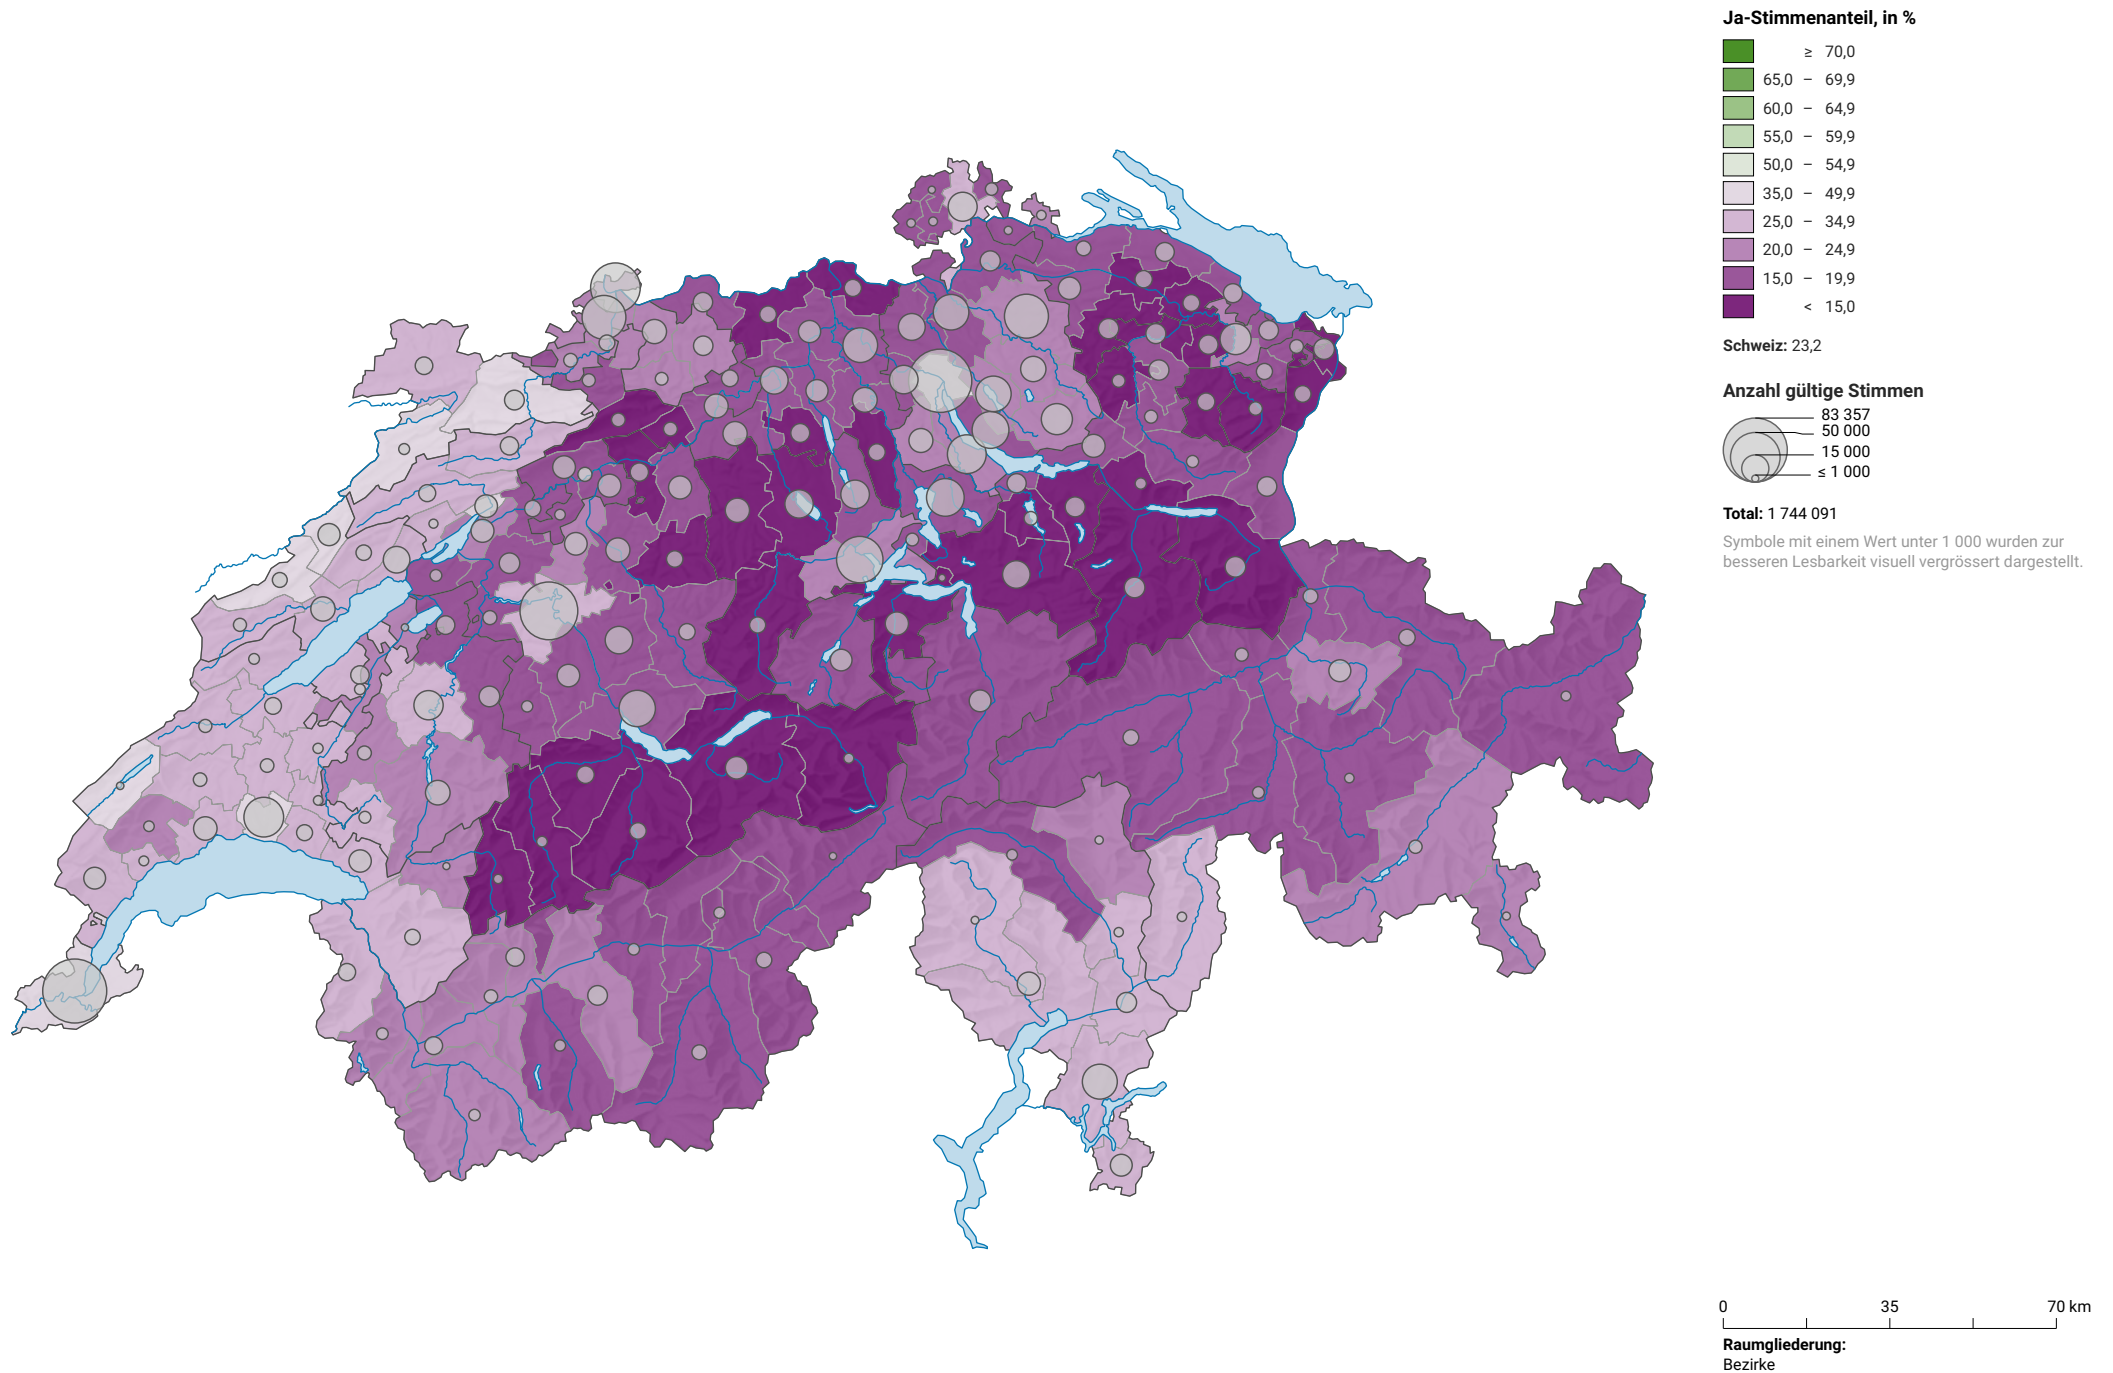 Ja-Stimmenanteil, in %
≥ 70,0
65,0 – 69,9
60,0 – 64,9
55,0 – 59,9
50,0 – 54,9
35,0 – 49,9
25,0 – 34,9
20,0 – 24,9
15,0 – 19,9
< 15,0
Schweiz: 23,2
Anzahl gültige Stimmen
83 357
50 000
15 000
≤ 1 000
Total: 1 744 091
Symbole mit einem Wert unter 1 000 wurden zur
besseren Lesbarkeit visuell vergrössert dargestellt.
0 35 70 km
Raumgliederung:
Bezirke